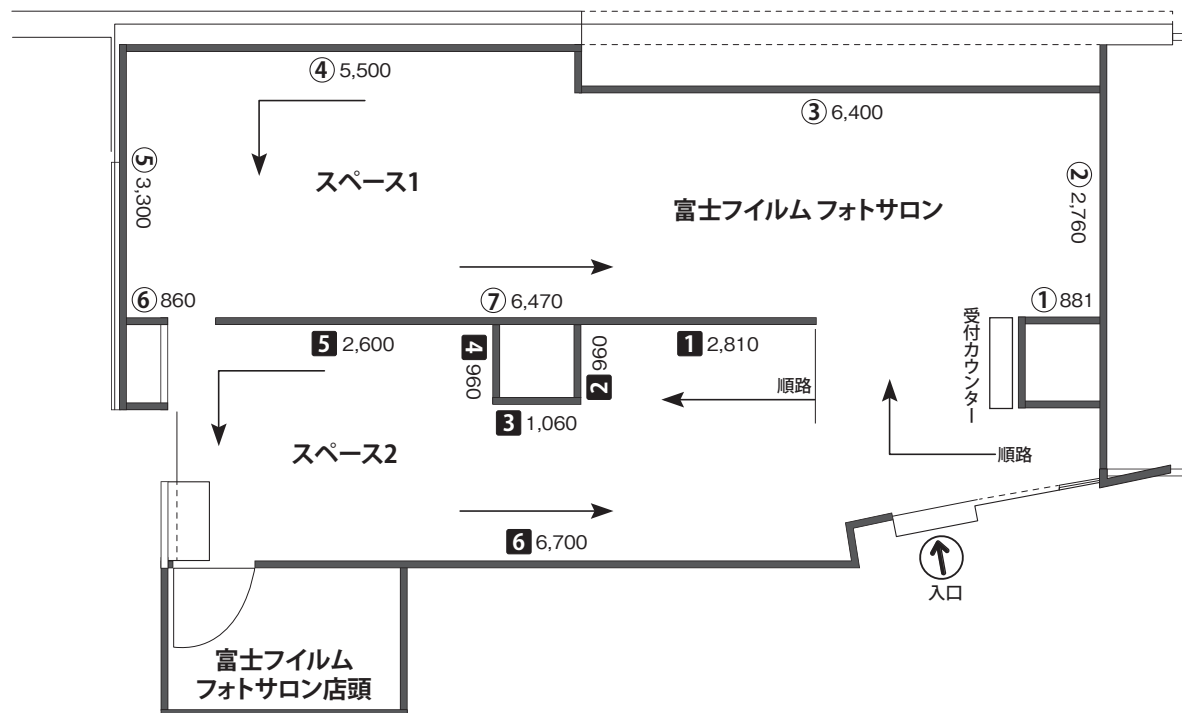 ④ 5,500
③ 6,400
⑤ 3,300
スペース1
② 2,760
富士フイルム フォトサロン
⑥ 860
⑦ 6,470
① 881
5 2,600
4 960
2 960
1 2,810
受付カウンター
順路
3 1,060
スペース2
順路
6 6,700
入口
富士フイルム
フォトサロン店頭